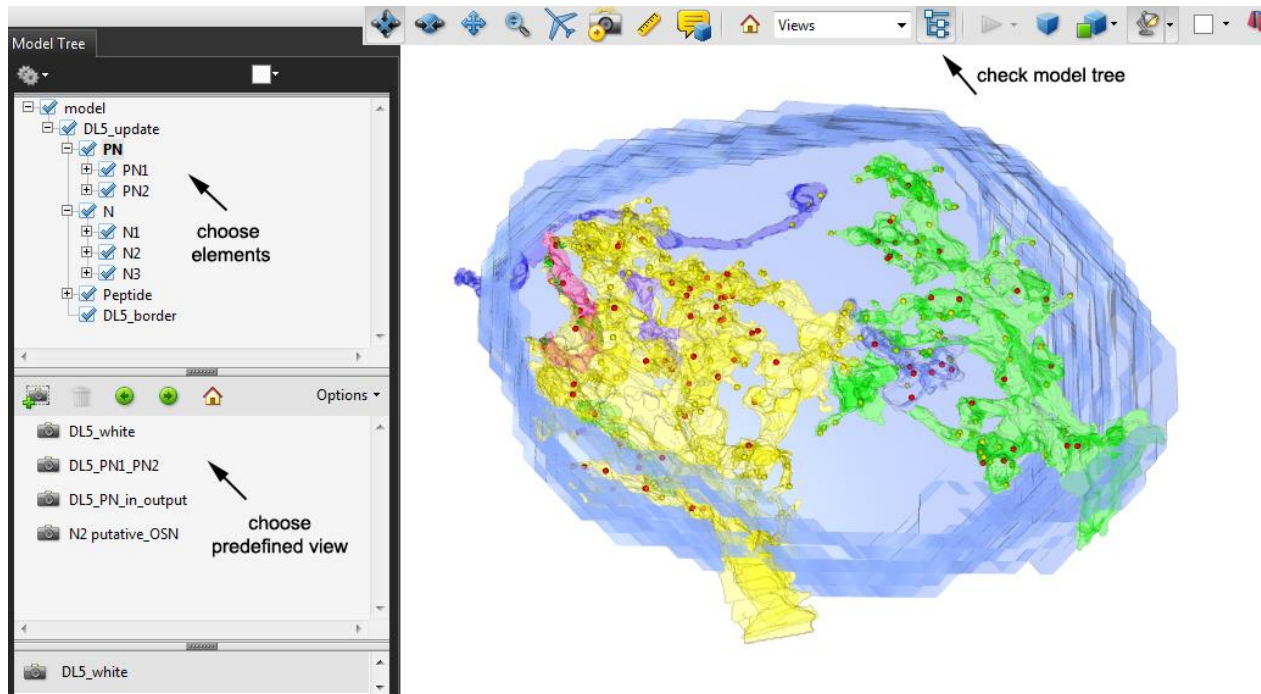 Views
Model Tree
check model tree
model
DL5_update
PN
PN1
PN2
N
N1
N2
N3
Peptide
DL5_border
choose
elements
Options
DL5_white
DL5_PN1_PN2
DL5_PN_in_output
N2 putative_OSN
choose
predefined view
DL5_white